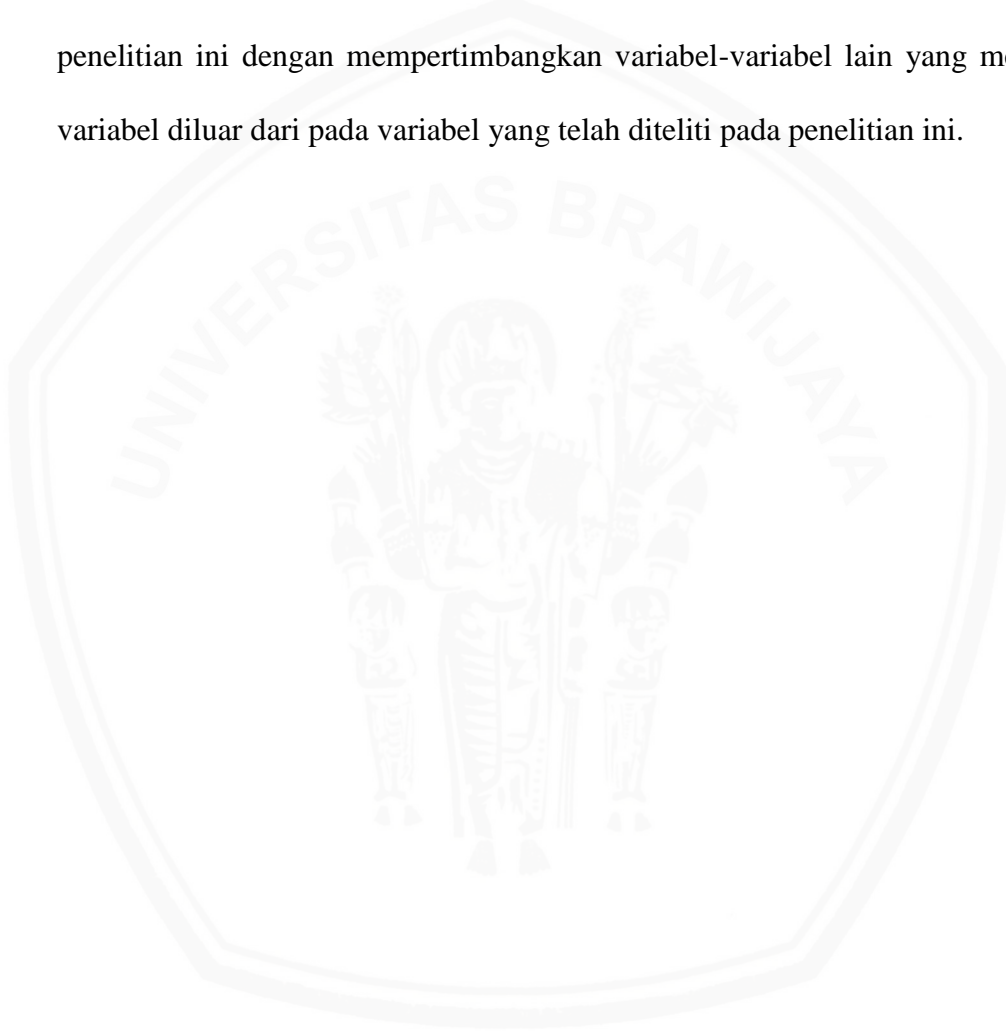 penelitian ini dengan mempertimbangkan variabel-variabel lain yang
variabel diluar dari pada variabel yang telah diteliti pada penelitian ini.
UNIVERSITAS BRAWIJAYA